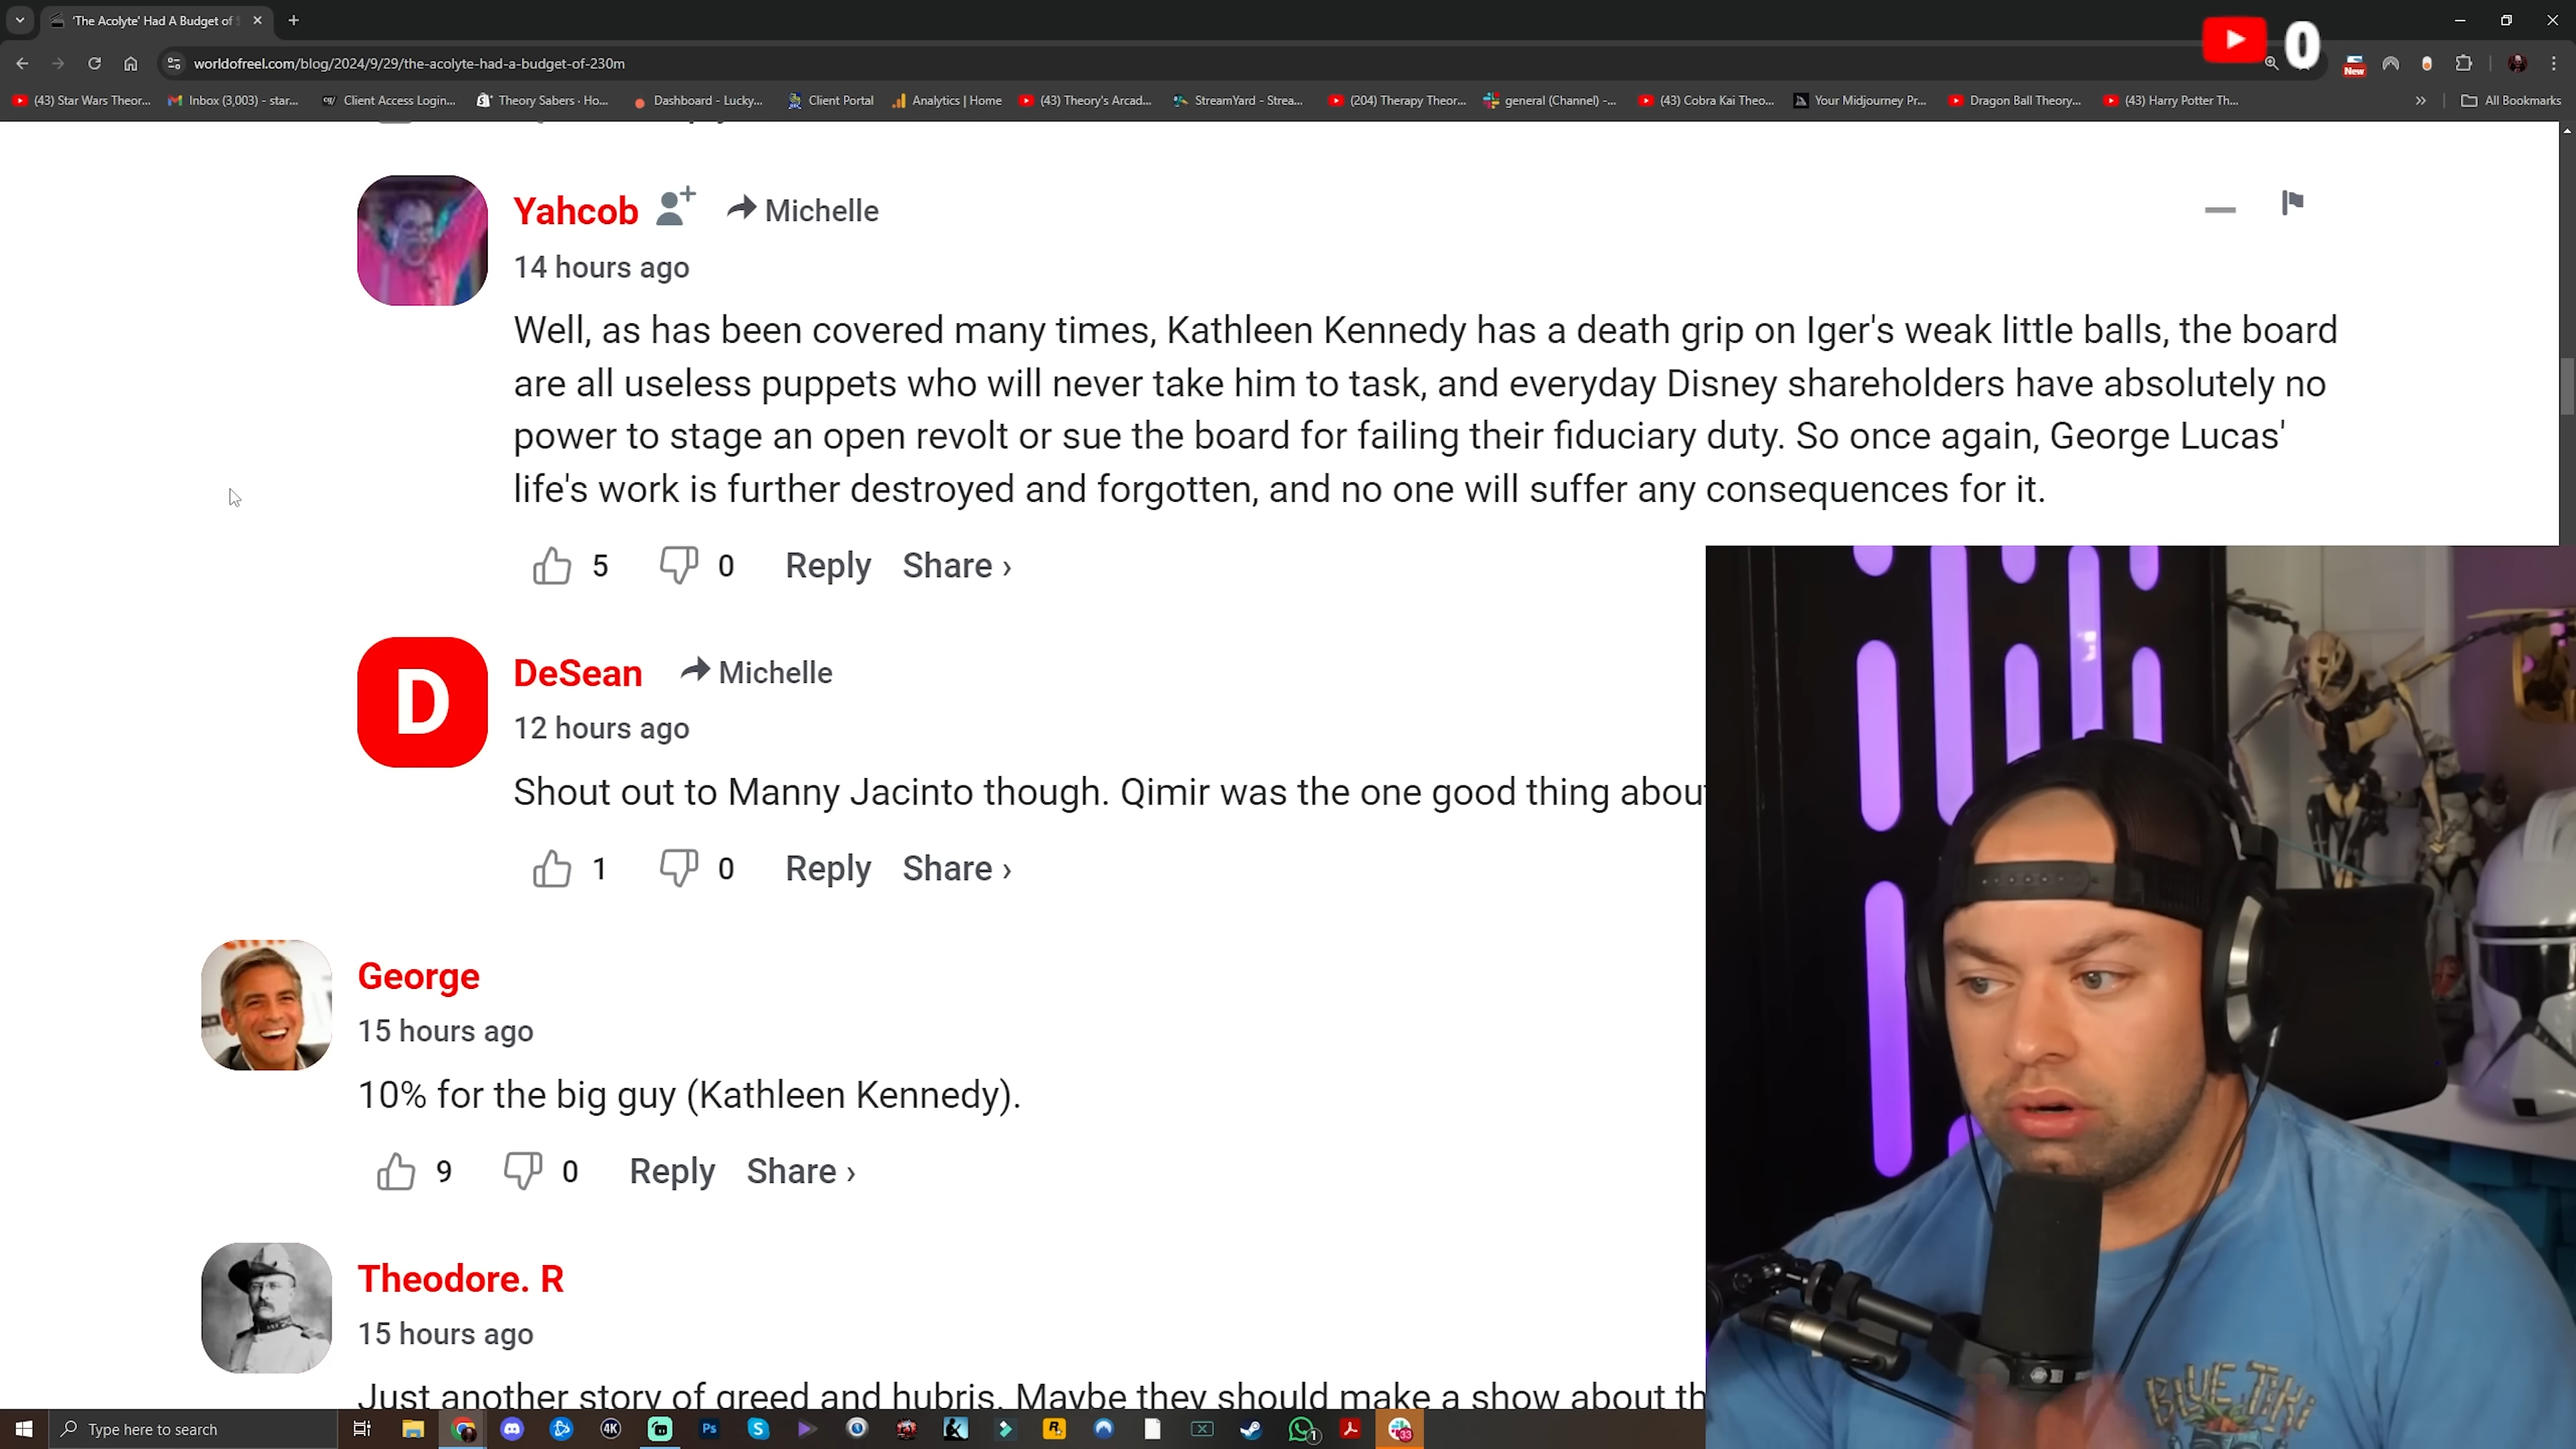 'The Acolyte' Had A Budget of
worldofreel.com/blog/2024/9/29/the-acolyte-had-a-budget-of-230m
0
New
(43) Star Wars Theor...
Inbox (3,003) - star...
Client Access Login...
Theory Sabers · Ho...
Dashboard - Lucky...
Client Portal
Analytics | Home
(43) Theory's Arcad...
StreamYard - Strea...
(204) Therapy Theor...
general (Channel) -...
(43) Cobra Kai Theo...
Your Midjourney Pr...
Dragon Ball Theory...
(43) Harry Potter Th...
All Bookmarks
Yahcob Michelle
14 hours ago
Well, as has been covered many times, Kathleen Kennedy has a death grip on Iger's weak little balls, the board
are all useless puppets who will never take him to task, and everyday Disney shareholders have absolutely no
power to stage an open revolt or sue the board for failing their fiduciary duty. So once again, George Lucas'
life's work is further destroyed and forgotten, and no one will suffer any consequences for it.
5 0 Reply Share ›
D
DeSean Michelle
12 hours ago
Shout out to Manny Jacinto though. Qimir was the one good thing about
1 0 Reply Share ›
George
15 hours ago
10% for the big guy (Kathleen Kennedy).
9 0 Reply Share ›
Theodore. R
15 hours ago
Just another story of greed and hubris. Maybe they should make a show about th
BLUE TIKI
Type here to search
4K
Ps
S
R
1
33